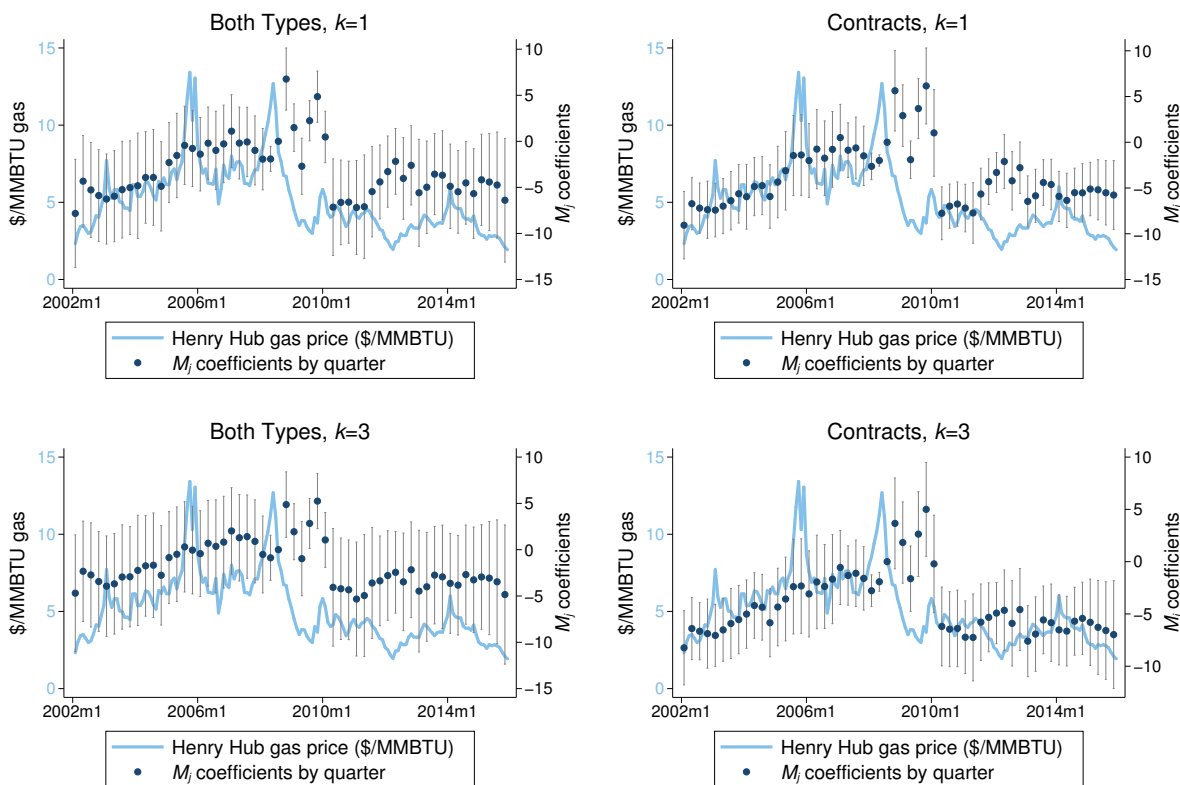 Both Types, k=1
15
10
5
0
$/MMBTU gas
10
5
0
−5
−10
−15
Mj coefficients
2002m1 2006m1 2010m1 2014m1
Henry Hub gas price ($/MMBTU)
Mj coefficients by quarter
Contracts, k=1
15
10
5
0
$/MMBTU gas
10
5
0
−5
−10
−15
Mj coefficients
2002m1 2006m1 2010m1 2014m1
Henry Hub gas price ($/MMBTU)
Mj coefficients by quarter
Both Types, k=3
15
10
5
0
$/MMBTU gas
10
5
0
−5
−10
−15
Mj coefficients
2002m1 2006m1 2010m1 2014m1
Henry Hub gas price ($/MMBTU)
Mj coefficients by quarter
Contracts, k=3
15
10
5
0
$/MMBTU gas
10
5
0
−5
−10
Mj coefficients
2002m1 2006m1 2010m1 2014m1
Henry Hub gas price ($/MMBTU)
Mj coefficients by quarter